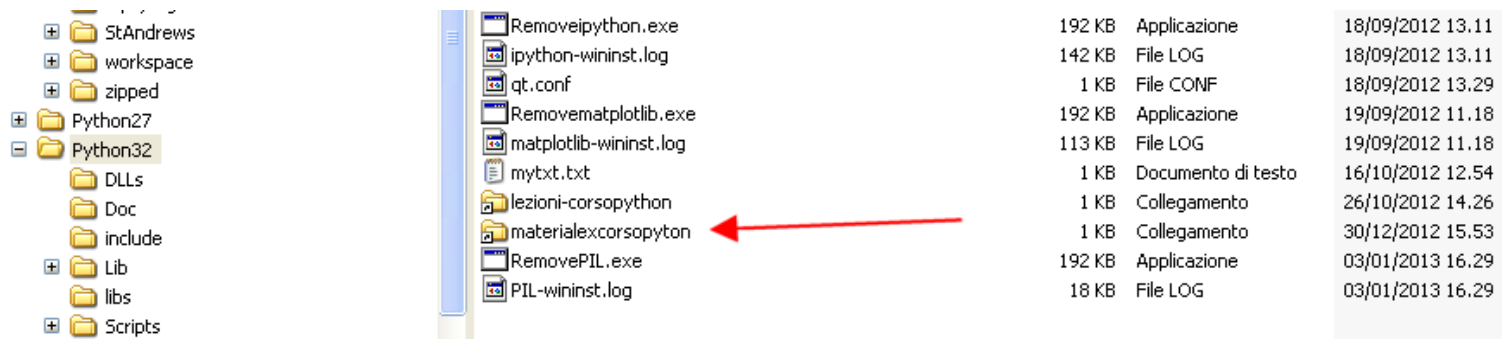 StAndrews
workspace
zipped
Python27
Python32
DLLs
Doc
include
Lib
libs
Scripts
Removeipython.exe 192 KB Applicazione 18/09/2012 13.11
ipython-wininst.log 142 KB File LOG 18/09/2012 13.11
qt.conf 1 KB File CONF 18/09/2012 13.29
Removematplotlib.exe 192 KB Applicazione 19/09/2012 11.18
matplotlib-wininst.log 113 KB File LOG 19/09/2012 11.18
mytxt.txt 1 KB Documento di testo 16/10/2012 12.54
lezioni-corsopython 1 KB Collegamento 26/10/2012 14.26
materialexcorsopyton 1 KB Collegamento 30/12/2012 15.53
RemovePIL.exe 192 KB Applicazione 03/01/2013 16.29
PIL-wininst.log 18 KB File LOG 03/01/2013 16.29